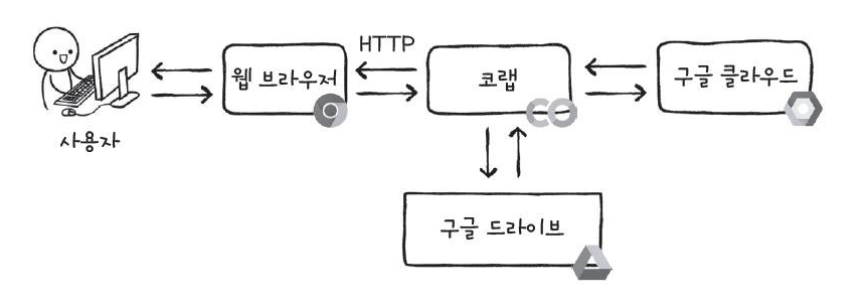 HTTP
웹 브라우저
코랩
구글 클라우드
사용자
구글 드라이브